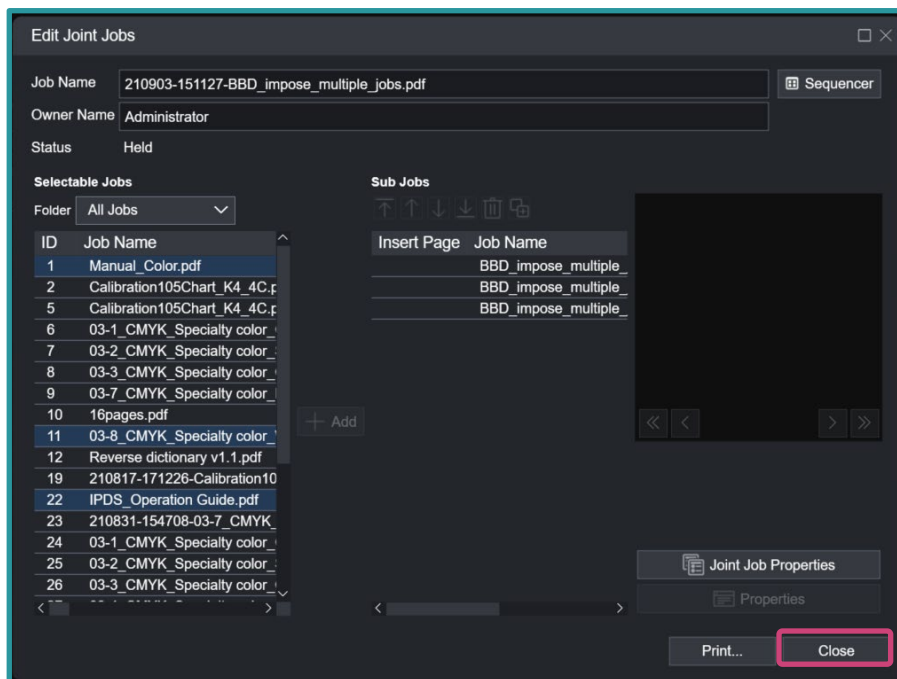 Edit Joint Jobs
Job Name 210903-151127-BBD_impose_multiple_jobs.pdf Sequencer
Owner Name Administrator
Status Held
Selectable Jobs
Folder All Jobs
ID Job Name
1 Manual_Color.pdf
2 Calibration105Chart_K4_4C.p
5 Calibration105Chart_K4_4C.p
6 03-1_CMYK_Specialty color_
7 03-2_CMYK_Specialty color_
8 03-3_CMYK_Specialty color_
9 03-7_CMYK_Specialty color_
10 16pages.pdf
11 03-8_CMYK_Specialty color_
12 Reverse dictionary v1.1.pdf
19 210817-171226-Calibration10
22 IPDS_Operation Guide.pdf
23 210831-154708-03-7_CMYK_
24 03-1_CMYK_Specialty color_
25 03-2_CMYK_Specialty color_
26 03-3_CMYK_Specialty color_
Add
Sub Jobs
Insert Page Job Name
BBD_impose_multiple_
BBD_impose_multiple_
BBD_impose_multiple_
Joint Job Properties
Properties
Print... Close